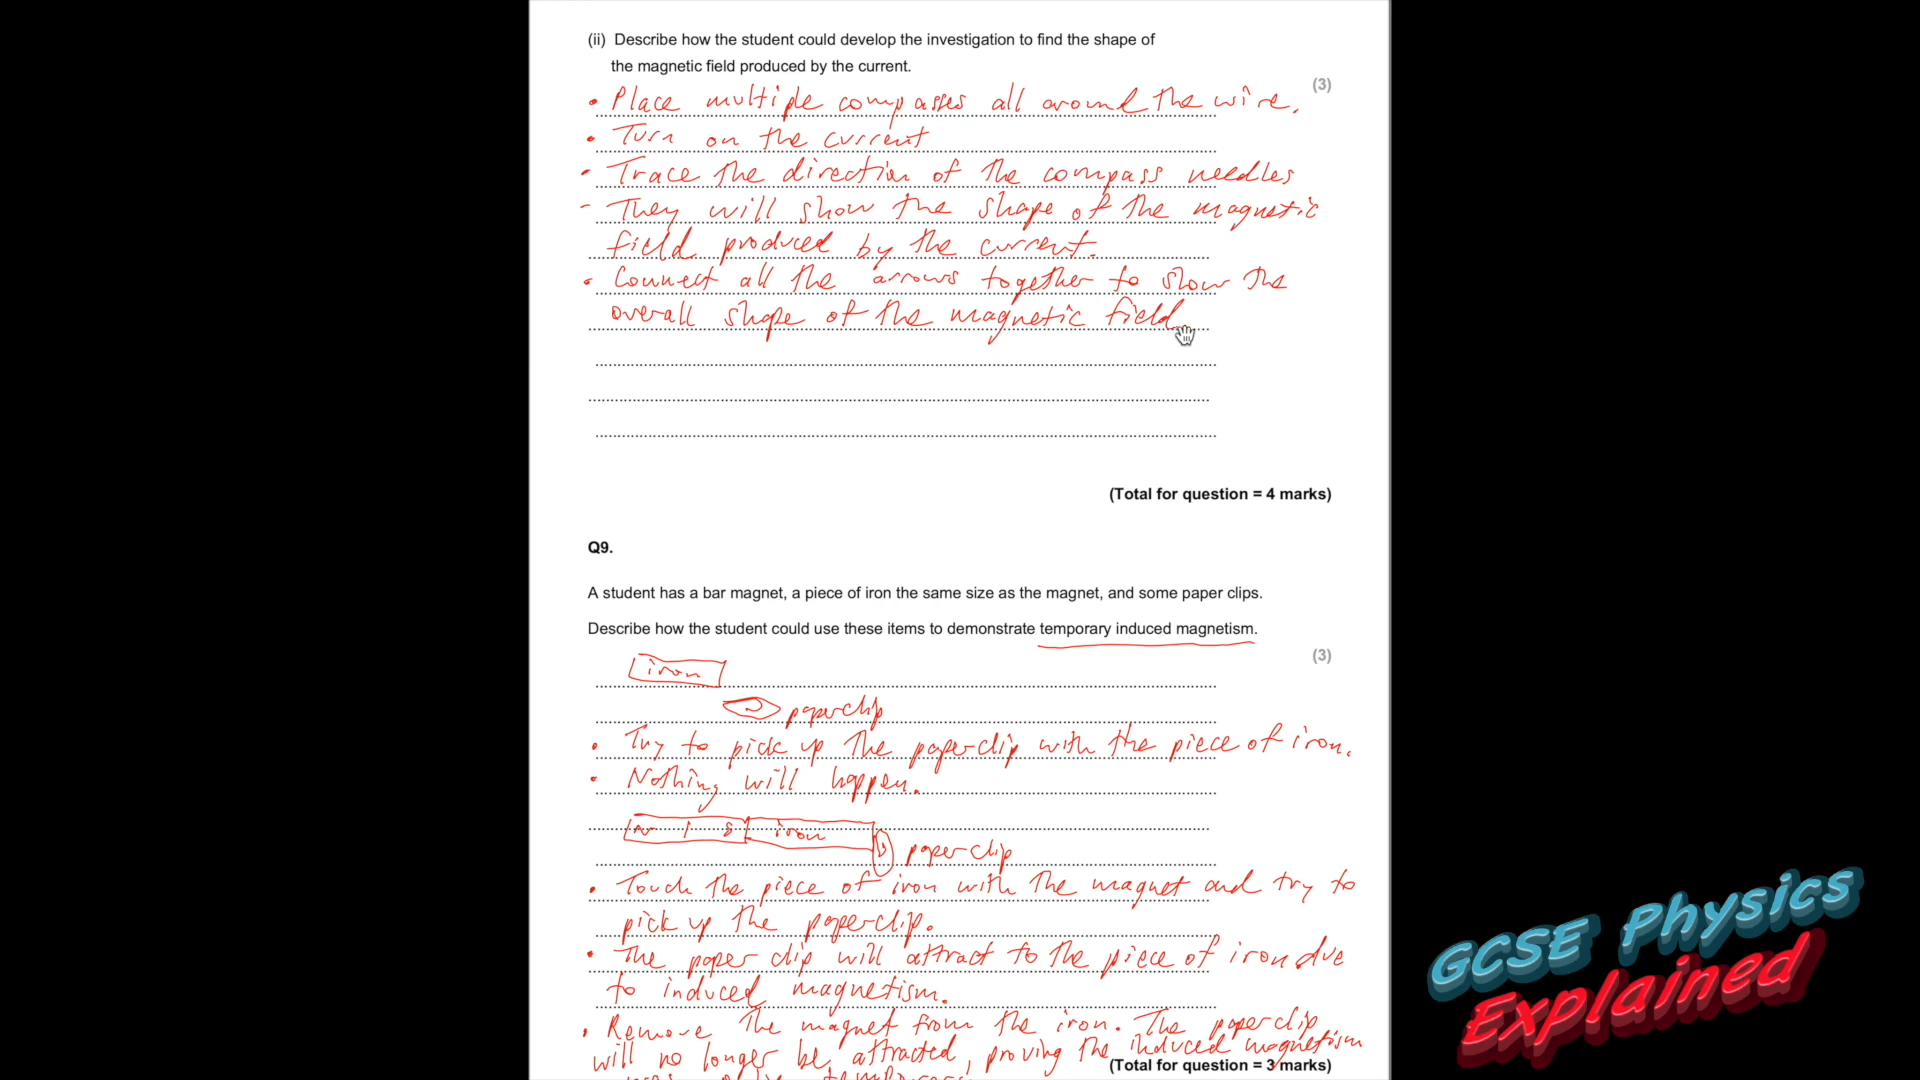 (ii) Describe how the student could develop the investigation to find the shape of
the magnetic field produced by the current.
(3)
• Place multiple compasses all around the wire.
• Turn on the current
• Trace the direction of the compass needles
- They will show the shape of the magnetic
field produced by the current.
• Connect all the arrows together to show the
overall shape of the magnetic field
(Total for question = 4 marks)
Q9.
A student has a bar magnet, a piece of iron the same size as the magnet, and some paper clips.
Describe how the student could use these items to demonstrate temporary induced magnetism.
(3)
iron
paperclip
• Try to pick up the paperclip with the piece of iron.
• Nothing will happen.
N S iron
paperclip
• Touch the piece of iron with the magnet and try to
pick up the paperclip.
• The paper clip will attract to the piece of iron due
to induced magnetism.
• Remove the magnet from the iron. The paperclip
will no longer be attracted, proving the induced magnetism
(Total for question = 3 marks)
GCSE Physics
Explained